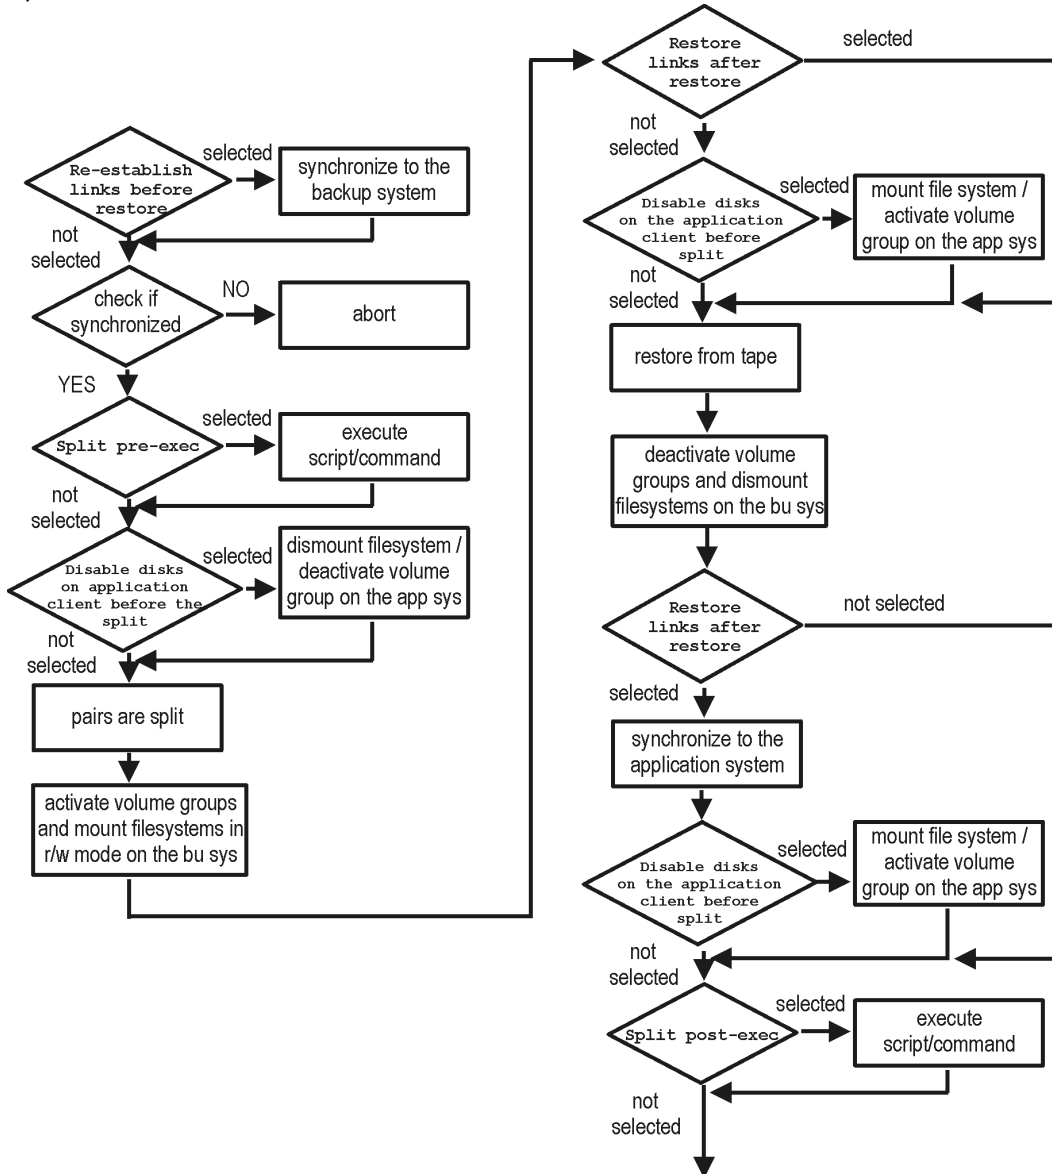 Re-establish
links before
restore
selected
synchronize to the
backup system
not
selected
check if
synchronized
NO
abort
YES
Split pre-exec
selected
execute
script/command
not
selected
Disable disks
on application
client before the
split
selected
dismount filesystem /
deactivate volume
group on the app sys
not
selected
pairs are split
activate volume groups
and mount filesystems in
r/w mode on the bu sys
Restore
links after
restore
selected
not
selected
Disable disks
on the application
client before
split
selected
mount file system /
activate volume
group on the app sys
not
selected
restore from tape
deactivate volume
groups and dismount
filesystems on the bu sys
Restore
links after
restore
not selected
selected
synchronize to the
application system
Disable disks
on the application
client before
split
selected
mount file system /
activate volume
group on the app sys
not
selected
Split post-exec
selected
execute
script/command
not
selected